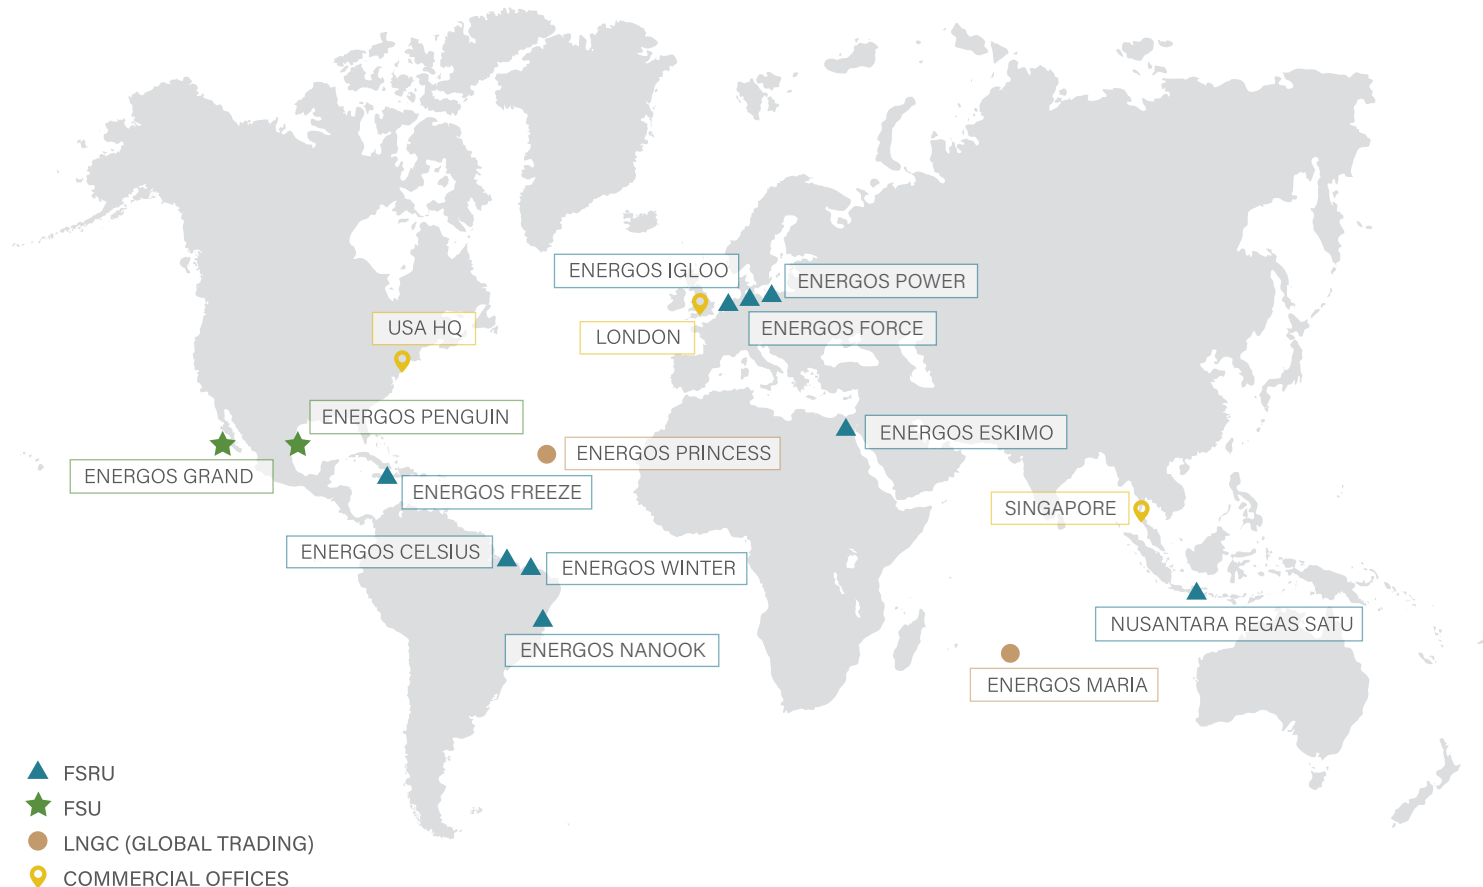 ENERGOS IGLOO
ENERGOS POWER
USA HQ
LONDON
ENERGOS FORCE
ENERGOS PENGUIN
ENERGOS ESKIMO
ENERGOS PRINCESS
ENERGOS GRAND
ENERGOS FREEZE
SINGAPORE
ENERGOS CELSIUS
ENERGOS WINTER
NUSANTARA REGAS SATU
ENERGOS NANOOK
ENERGOS MARIA
FSRU
FSU
LNGC (GLOBAL TRADING)
COMMERCIAL OFFICES